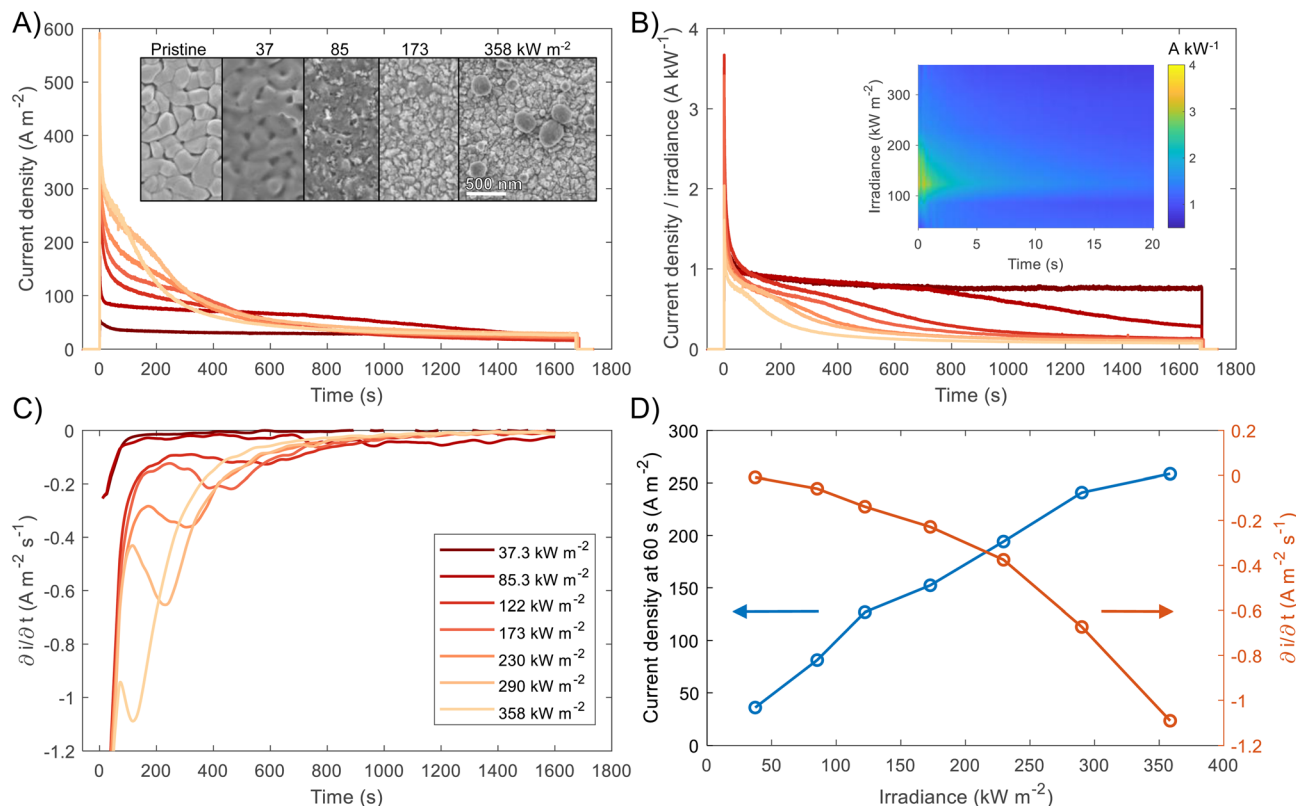 A)
Current density (A m-2)
600
500
400
300
200
100
0
Pristine 37 85 173 358 kW m-2
500 nm
0 200 400 600 800 1000 1200 1400 1600 1800
Time (s)
B)
Current density / irradiance (A kW-1)
4
3
2
1
0
A kW-1
4
3
2
1
Irradiance (kW m-2)
300
200
100
0 5 10 15 20
Time (s)
0 200 400 600 800 1000 1200 1400 1600 1800
Time (s)
C)
∂ i/∂ t (A m-2 s-1)
0
-0.2
-0.4
-0.6
-0.8
-1
-1.2
37.3 kW m-2
85.3 kW m-2
122 kW m-2
173 kW m-2
230 kW m-2
290 kW m-2
358 kW m-2
0 200 400 600 800 1000 1200 1400 1600 1800
Time (s)
D)
Current density at 60 s (A m-2)
300
250
200
150
100
50
0
0.2
0
-0.2
-0.4
-0.6
-0.8
-1
-1.2
∂ i/∂ t (A m-2 s-1)
0 50 100 150 200 250 300 350 400
Irradiance (kW m-2)